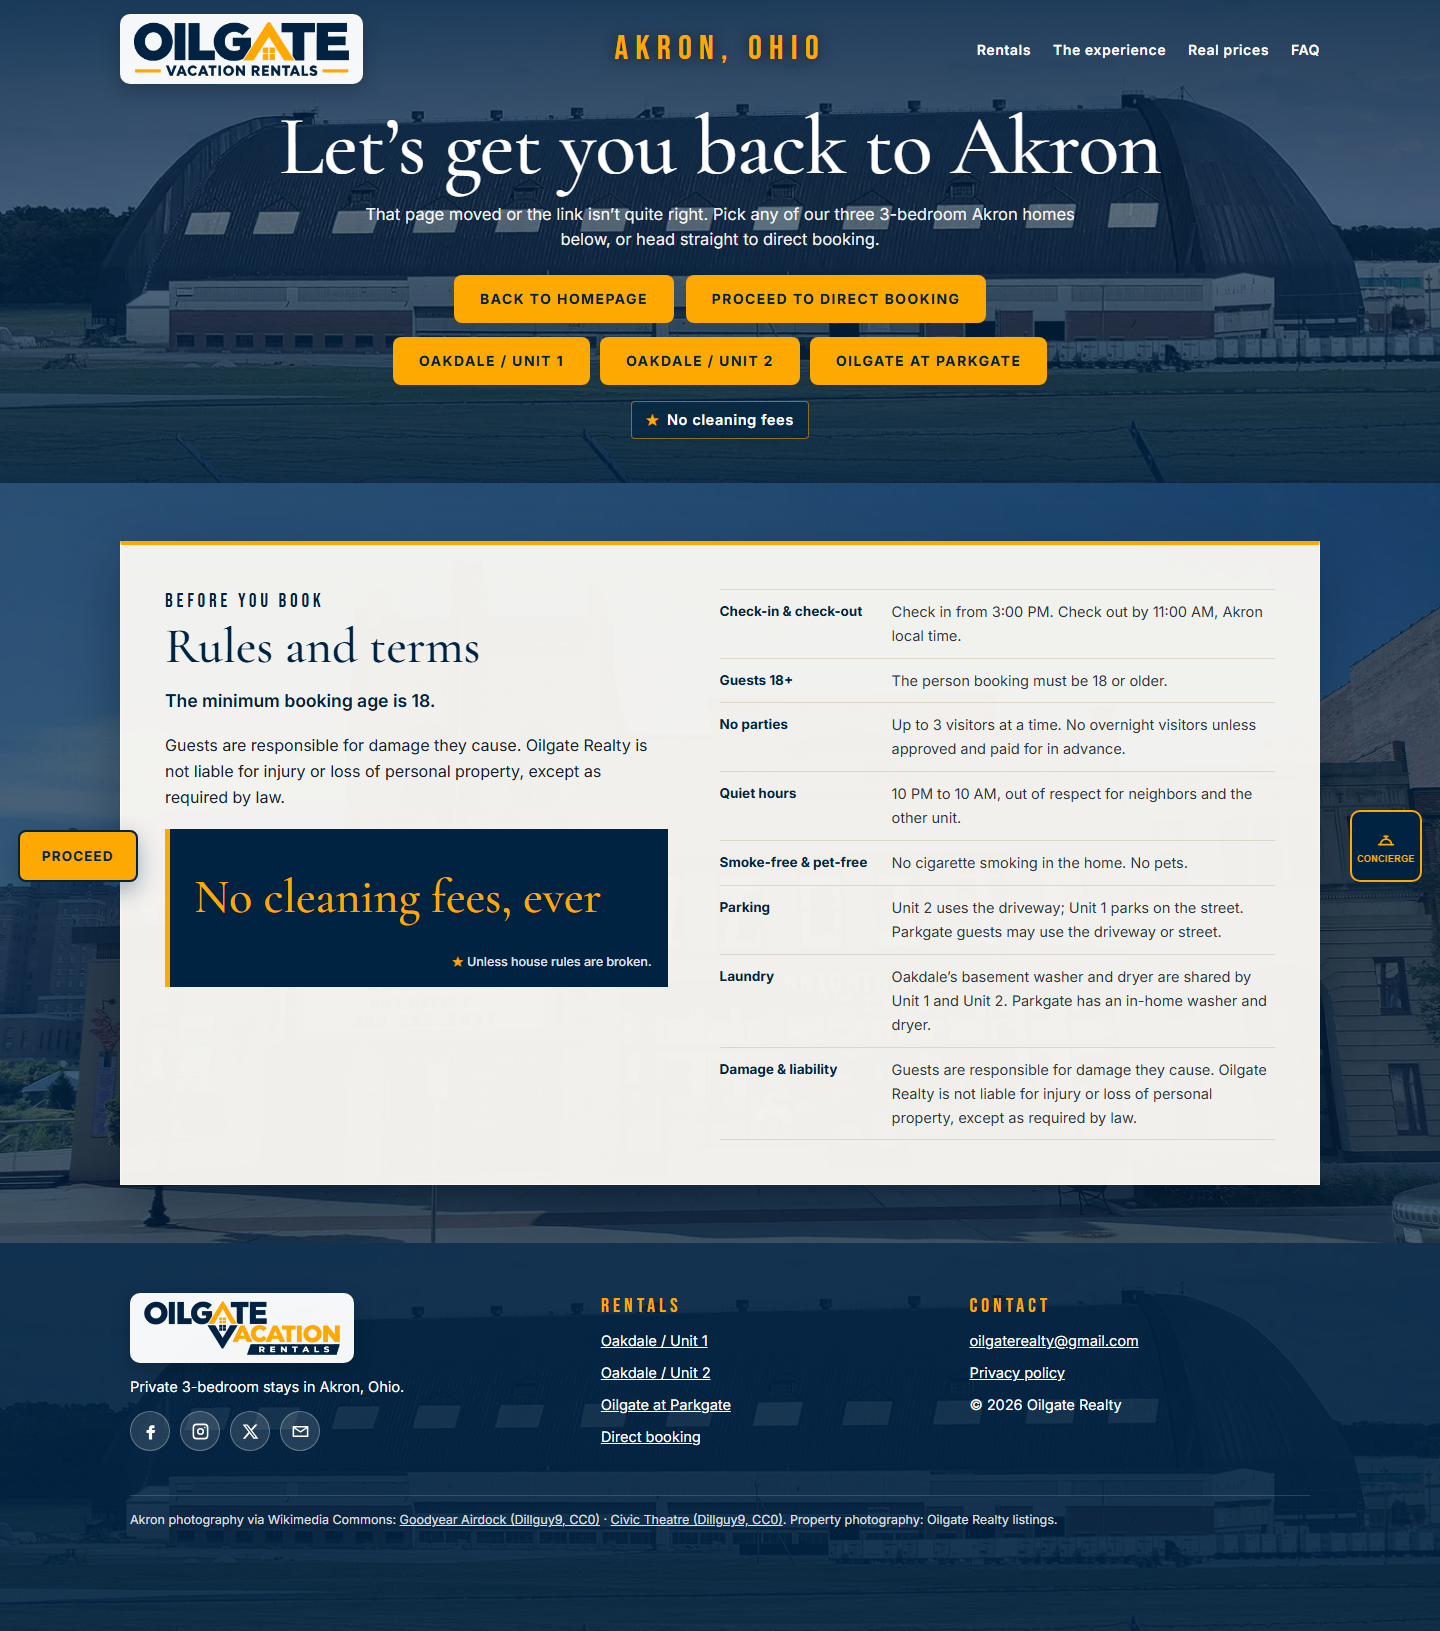 OILGATE
VACATION RENTALS
AKRON, OHIO
Rentals
The experience
Real prices
FAQ
Let’s get you back to Akron
That page moved or the link isn’t quite right. Pick any of our three 3-bedroom Akron homes
below, or head straight to direct booking.
BACK TO HOMEPAGE
PROCEED TO DIRECT BOOKING
OAKDALE / UNIT 1
OAKDALE / UNIT 2
OILGATE AT PARKGATE
★ No cleaning fees
BEFORE YOU BOOK
Rules and terms
The minimum booking age is 18.
Guests are responsible for damage they cause. Oilgate Realty is
not liable for injury or loss of personal property, except as
required by law.
PROCEED
No cleaning fees, ever
★ Unless house rules are broken.
Check-in & check-out
Check in from 3:00 PM. Check out by 11:00 AM, Akron
local time.
Guests 18+
The person booking must be 18 or older.
No parties
Up to 3 visitors at a time. No overnight visitors unless
approved and paid for in advance.
Quiet hours
10 PM to 10 AM, out of respect for neighbors and the
other unit.
Smoke-free & pet-free
No cigarette smoking in the home. No pets.
Parking
Unit 2 uses the driveway; Unit 1 parks on the street.
Parkgate guests may use the driveway or street.
Laundry
Oakdale’s basement washer and dryer are shared by
Unit 1 and Unit 2. Parkgate has an in-home washer and
dryer.
Damage & liability
Guests are responsible for damage they cause. Oilgate
Realty is not liable for injury or loss of personal
property, except as required by law.
CONCIERGE
OILGATE
VACATION
RENTALS
Private 3-bedroom stays in Akron, Ohio.
RENTALS
Oakdale / Unit 1
Oakdale / Unit 2
Oilgate at Parkgate
Direct booking
CONTACT
oilgaterealty@gmail.com
Privacy policy
© 2026 Oilgate Realty
Akron photography via Wikimedia Commons: Goodyear Airdock (Dillguy9, CC0) · Civic Theatre (Dillguy9, CC0). Property photography: Oilgate Realty listings.